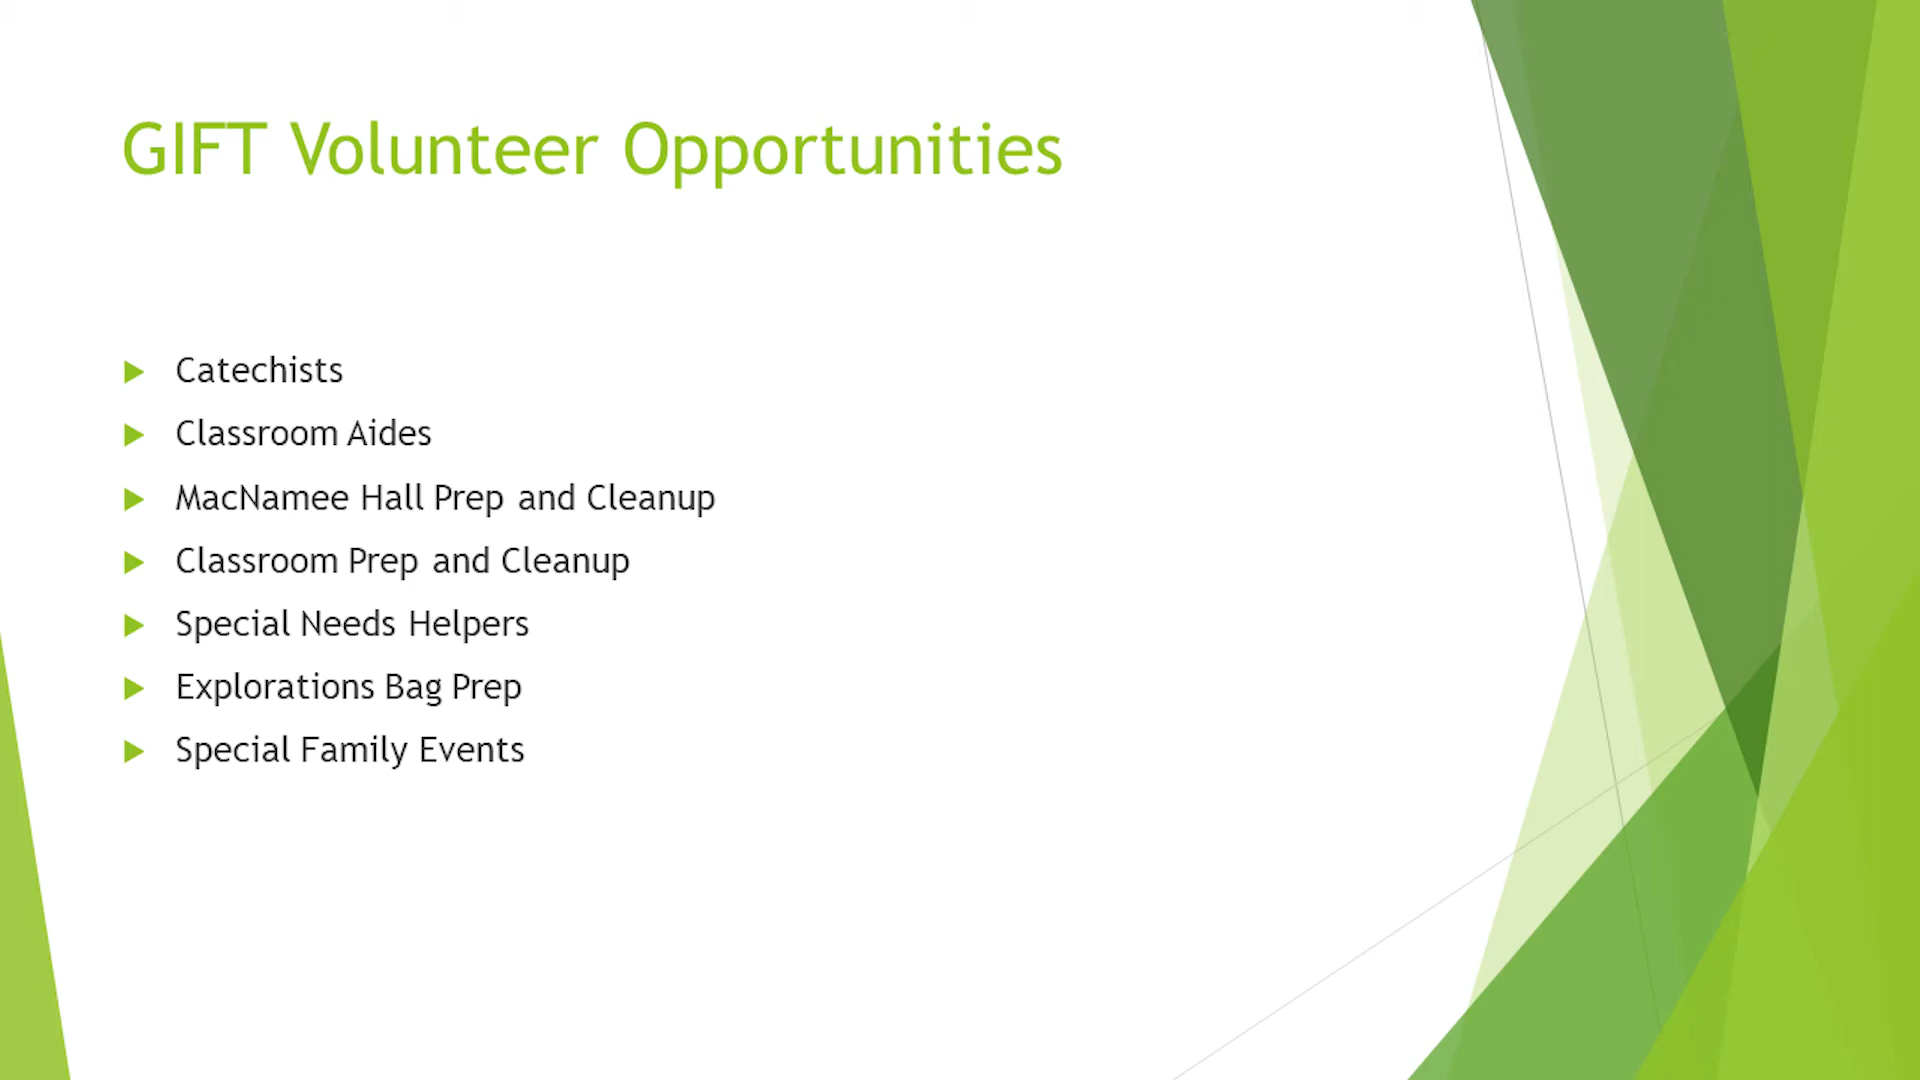 GIFT Volunteer Opportunities
Catechists
Classroom Aides
MacNamee Hall Prep and Cleanup
Classroom Prep and Cleanup
Special Needs Helpers
Explorations Bag Prep
Special Family Events